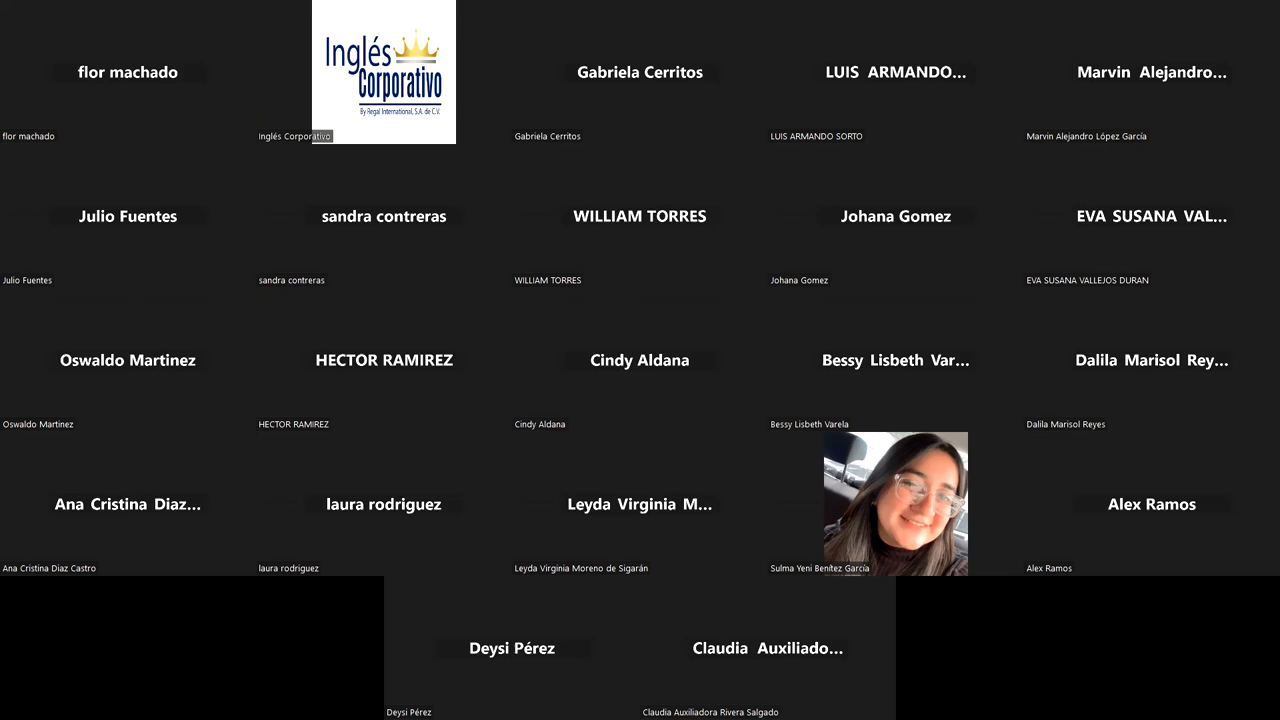 flor machado
Inglés
Corporativo
By Regal International, S.A. de C.V.
Gabriela Cerritos
LUIS ARMANDO...
Marvin Alejandro...
flor machado
Inglés Corporativo
Gabriela Cerritos
LUIS ARMANDO SORTO
Marvin Alejandro López García
Julio Fuentes
sandra contreras
WILLIAM TORRES
Johana Gomez
EVA SUSANA VAL...
Julio Fuentes
sandra contreras
WILLIAM TORRES
Johana Gomez
EVA SUSANA VALLEJOS DURAN
Oswaldo Martinez
HECTOR RAMIREZ
Cindy Aldana
Bessy Lisbeth Var...
Dalila Marisol Rey...
Oswaldo Martinez
HECTOR RAMIREZ
Cindy Aldana
Bessy Lisbeth Varela
Dalila Marisol Reyes
Ana Cristina Diaz...
laura rodriguez
Leyda Virginia M...
Alex Ramos
Ana Cristina Diaz Castro
laura rodriguez
Leyda Virginia Moreno de Sigarán
Sulma Yeni Benítez García
Alex Ramos
Deysi Pérez
Claudia Auxiliado...
Deysi Pérez
Claudia Auxiliadora Rivera Salgado